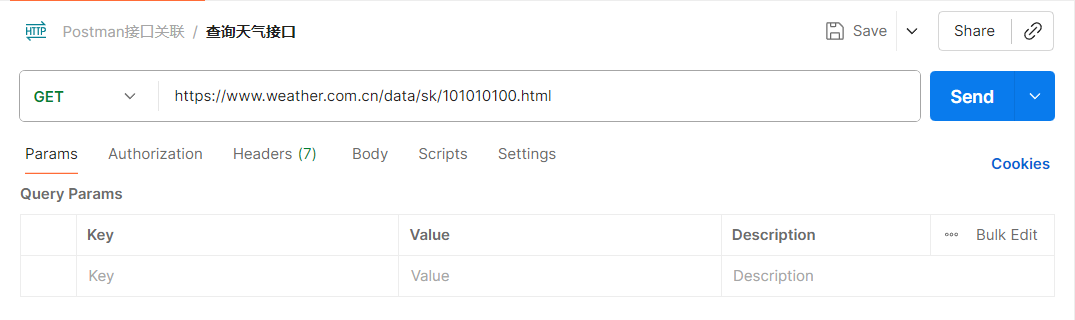 HTTP Postman接口关联 / 查询天气接口 Save Share
GET https://www.weather.com.cn/data/sk/101010100.html Send
Params Authorization Headers (7) Body Scripts Settings Cookies
Query Params
Key Value Description Bulk Edit
Key Value Description